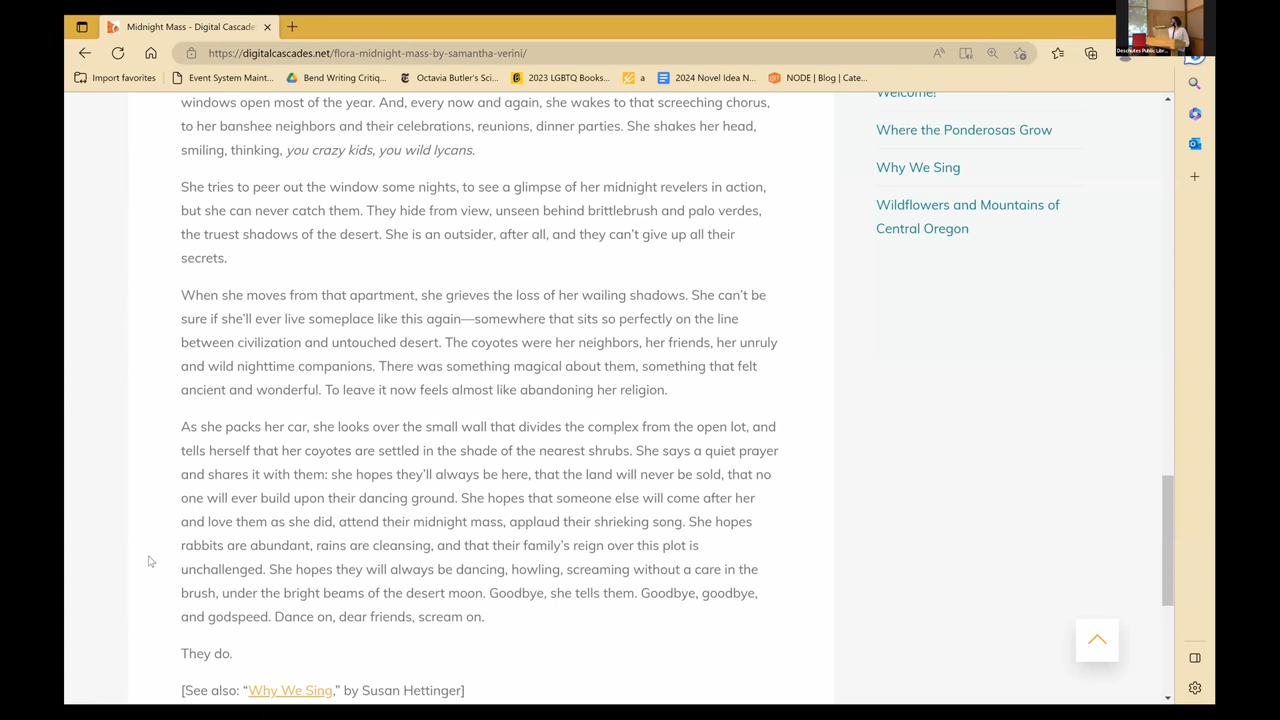 Midnight Mass - Digital Cascade
https://digitalcascades.net/flora-midnight-mass-by-samantha-verini/
Deschutes Public Libr...
Import favorites
Event System Maint...
Bend Writing Critiq...
Octavia Butler's Sci...
2023 LGBTQ Books...
a
2024 Novel Idea N...
NODE | Blog | Cate...
windows open most of the year. And, every now and again, she wakes to that screeching chorus,
to her banshee neighbors and their celebrations, reunions, dinner parties. She shakes her head,
smiling, thinking, you crazy kids, you wild lycans.
She tries to peer out the window some nights, to see a glimpse of her midnight revelers in action,
but she can never catch them. They hide from view, unseen behind brittlebrush and palo verdes,
the truest shadows of the desert. She is an outsider, after all, and they can’t give up all their
secrets.
When she moves from that apartment, she grieves the loss of her wailing shadows. She can’t be
sure if she’ll ever live someplace like this again—somewhere that sits so perfectly on the line
between civilization and untouched desert. The coyotes were her neighbors, her friends, her unruly
and wild nighttime companions. There was something magical about them, something that felt
ancient and wonderful. To leave it now feels almost like abandoning her religion.
As she packs her car, she looks over the small wall that divides the complex from the open lot, and
tells herself that her coyotes are settled in the shade of the nearest shrubs. She says a quiet prayer
and shares it with them: she hopes they’ll always be here, that the land will never be sold, that no
one will ever build upon their dancing ground. She hopes that someone else will come after her
and love them as she did, attend their midnight mass, applaud their shrieking song. She hopes
rabbits are abundant, rains are cleansing, and that their family’s reign over this plot is
unchallenged. She hopes they will always be dancing, howling, screaming without a care in the
brush, under the bright beams of the desert moon. Goodbye, she tells them. Goodbye, goodbye,
and godspeed. Dance on, dear friends, scream on.
They do.
[See also: “Why We Sing,” by Susan Hettinger]
Welcome!
Where the Ponderosas Grow
Why We Sing
Wildflowers and Mountains of
Central Oregon